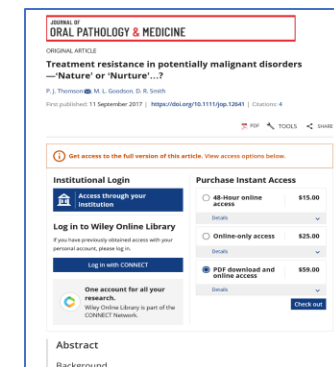 JOURNAL OF
ORAL PATHOLOGY & MEDICINE
ORIGINAL ARTICLE
Treatment resistance in potentially malignant disorders
—'Nature' or 'Nurture'...?
P. J. Thomson M. L. Goodson, D. R. Smith
First published: 11 September 2017 | https://doi.org/10.1111/jop.12641 | Citations: 4
PDF TOOLS SHARE
Get access to the full version of this article. View access options below.
Institutional Login
Access through your
institution
Log in to Wiley Online Library
If you have previously obtained access with your
personal account, please log in.
Log in with CONNECT
One account for all your
research.
Wiley Online Library is part of the
CONNECT Network.
Purchase Instant Access
48-Hour online
access
$15.00
Details
Online-only access
$25.00
Details
PDF download and
online access
$59.00
Details
Check out
Abstract
Background